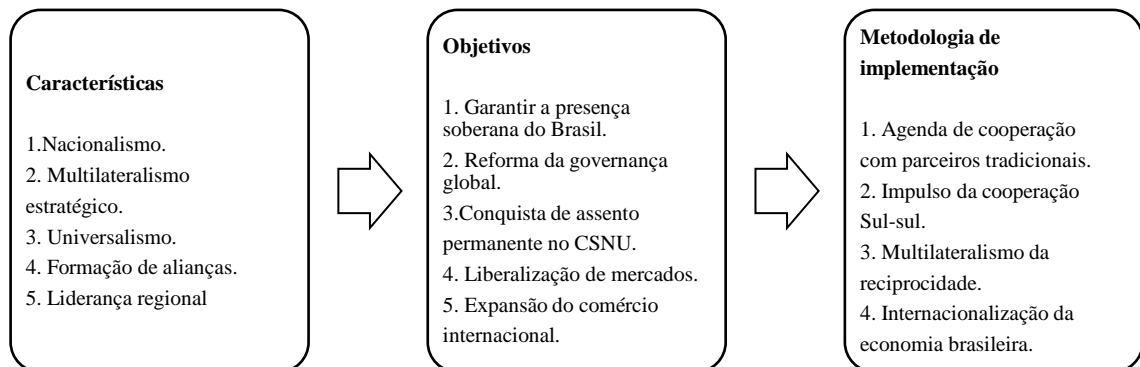 Características
1.Nacionalismo.
2. Multilateralismo
estratégico.
3. Universalismo.
4. Formação de alianças.
5. Liderança regional
Objetivos
1. Garantir a presença
soberana do Brasil.
2. Reforma da governança
global.
3.Conquista de assento
permanente no CSNU.
4. Liberalização de mercados.
5. Expansão do comércio
internacional.
Metodologia de
implementação
1. Agenda de cooperação
com parceiros tradicionais.
2. Impulso da cooperação
Sul-sul.
3. Multilateralismo da
reciprocidade.
4. Internacionalização da
economia brasileira.